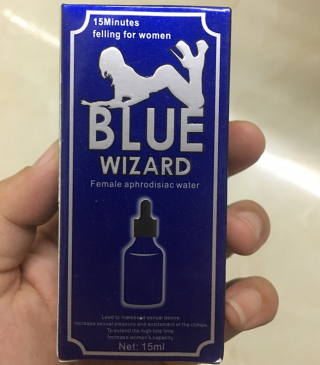 15Minutes
felling for women
BLUE
WIZARD
Female aphrodisiac water
Lead to increased sexual desire,
increase sexual pleasure and excitement of the climax.
To extend the high tide time.
Increase women's capacity.
Net: 15ml